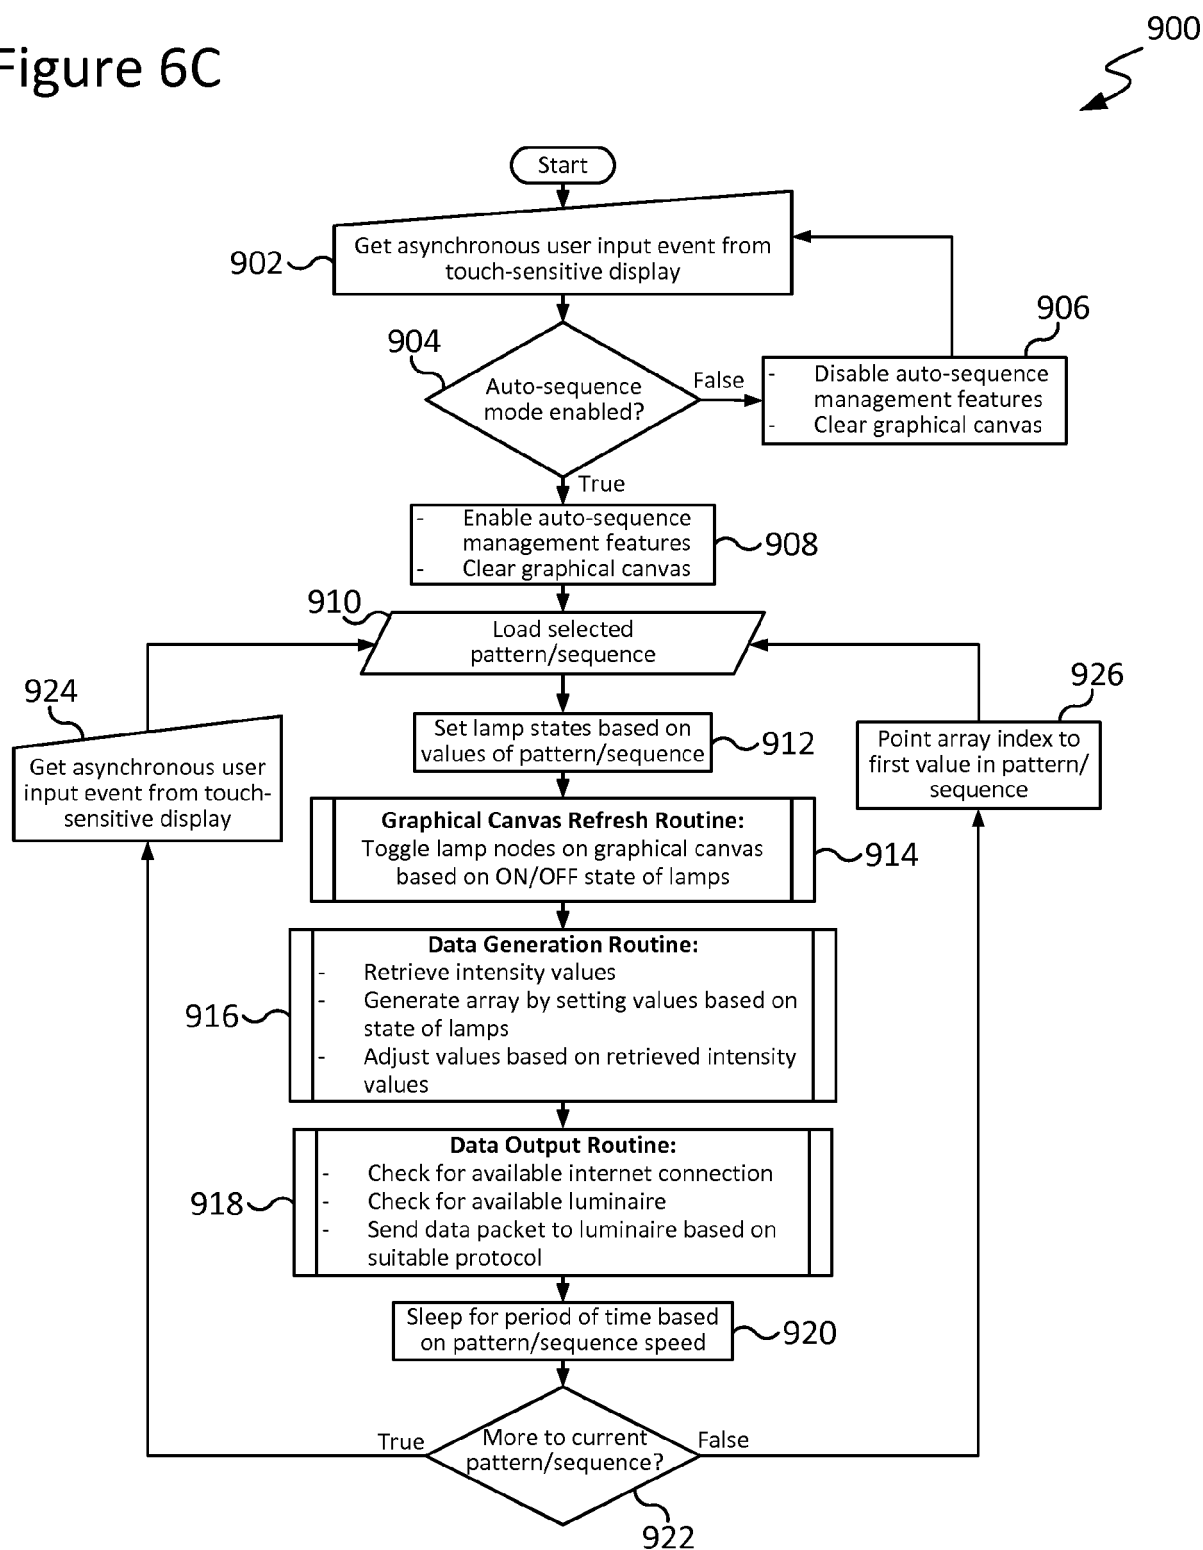 Figure 6C
900
Start
902
Get asynchronous user input event from
touch-sensitive display
904
Auto-sequence
mode enabled?
False
906
- Disable auto-sequence
management features
- Clear graphical canvas
True
- Enable auto-sequence
management features
- Clear graphical canvas
908
910
Load selected
pattern/sequence
924
Get asynchronous user
input event from touch-
sensitive display
Set lamp states based on
values of pattern/sequence
912
926
Point array index to
first value in pattern/
sequence
Graphical Canvas Refresh Routine:
Toggle lamp nodes on graphical canvas
based on ON/OFF state of lamps
914
Data Generation Routine:
- Retrieve intensity values
- Generate array by setting values based on
state of lamps
- Adjust values based on retrieved intensity
values
916
Data Output Routine:
- Check for available internet connection
- Check for available luminaire
- Send data packet to luminaire based on
suitable protocol
918
Sleep for period of time based
on pattern/sequence speed
920
True
More to current
pattern/sequence?
False
922